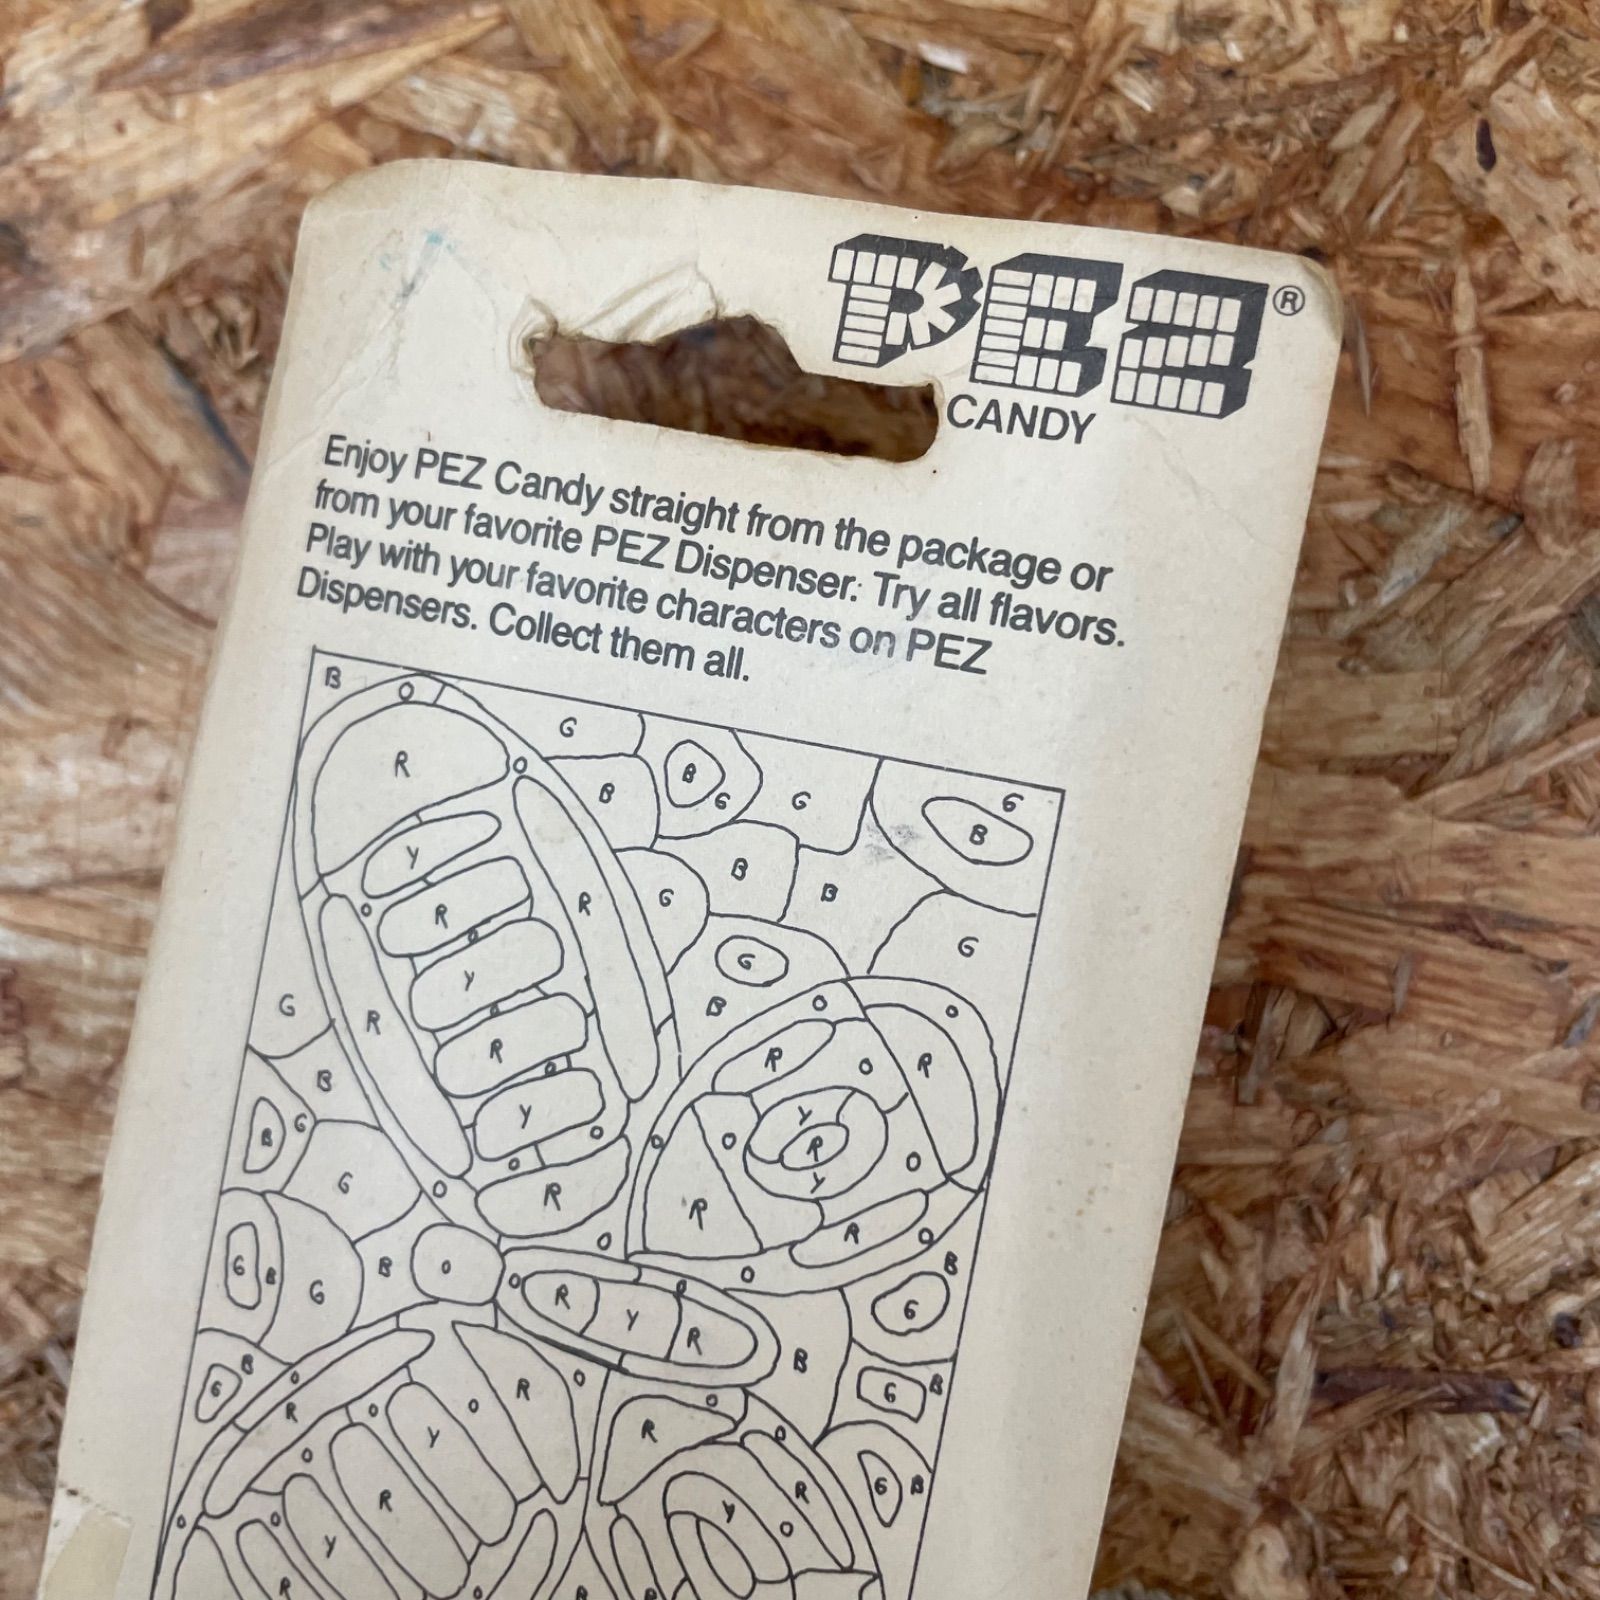 PEZ®
CANDY
Enjoy PEZ Candy straight from the package or
from your favorite PEZ Dispenser. Try all flavors.
Play with your favorite characters on PEZ
Dispensers. Collect them all.
B O G B G G G B
R O B
Y R G B B
R O O G G
Y G B
G R O O O
R R O R
B O Y
B G Y O O R
G O O R Y O
R R R O
G B G B O O O O B
R Y O R G
G B O B G B
R O R O
O Y O R O
O R R G B
O O Y Y O
R R R